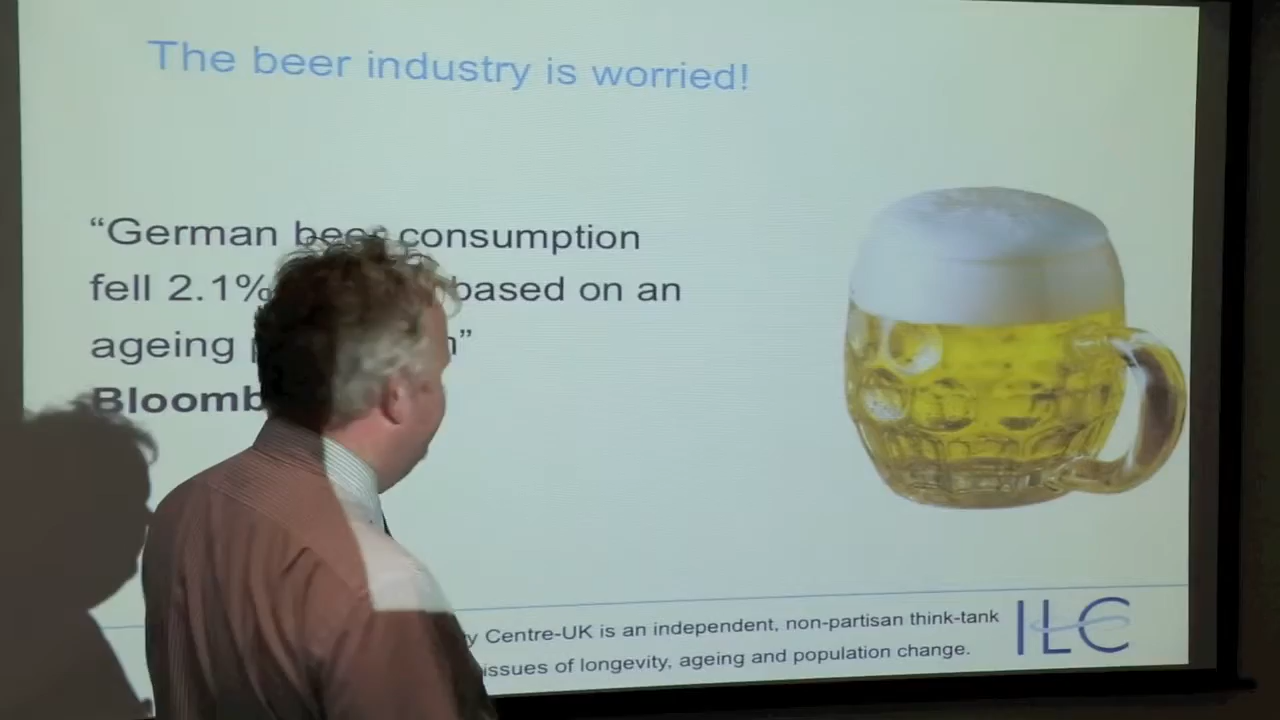 The beer industry is worried!
“German beer consumption
fell 2.1% based on an
ageing
y Centre-UK is an independent, non-partisan think-tank
issues of longevity, ageing and population change.
ILC